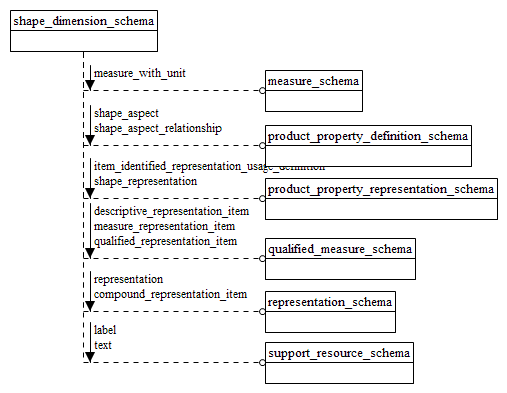 shape_dimension_schema
measure_with_unit
measure_schema
shape_aspect
shape_aspect_relationship
product_property_definition_schema
item_identified_representation_usage_definition
shape_representation
product_property_representation_schema
descriptive_representation_item
measure_representation_item
qualified_representation_item
qualified_measure_schema
representation
compound_representation_item
representation_schema
label
text
support_resource_schema